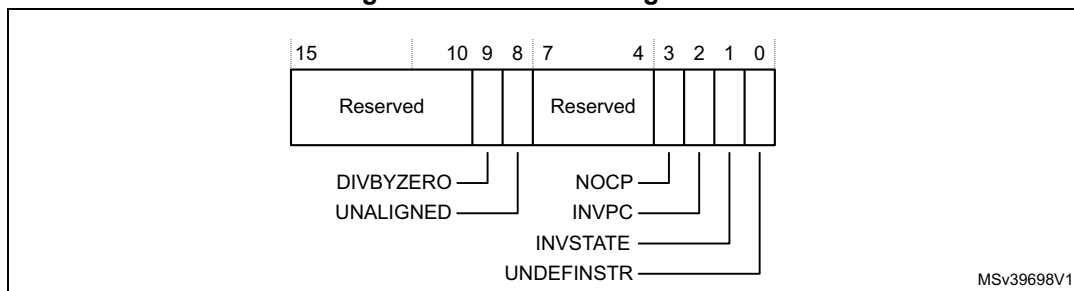 15 10 9 8 7 4 3 2 1 0
Reserved Reserved
DIVBYZERO NOCP
UNALIGNED INVPC
INVSTATE
UNDEFINSTR
MSv39698V1